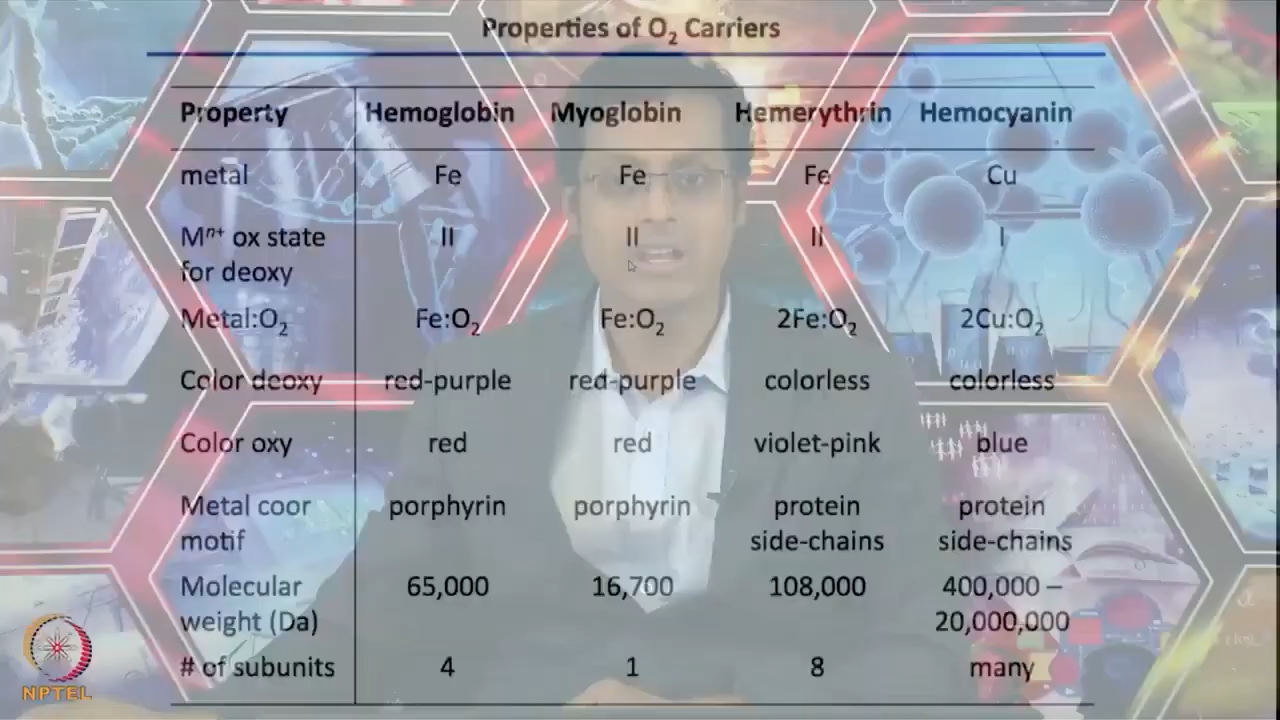 Properties of O₂ Carriers
Property Hemoglobin Myoglobin Hemerythrin Hemocyanin
metal Fe Fe Fe Cu
Mⁿ⁺ ox state for deoxy II II II I
Metal:O₂ Fe:O₂ Fe:O₂ 2Fe:O₂ 2Cu:O₂
Color deoxy red-purple red-purple colorless colorless
Color oxy red red violet-pink blue
Metal coor motif porphyrin porphyrin protein side-chains protein side-chains
Molecular weight (Da) 65,000 16,700 108,000 400,000 – 20,000,000
# of subunits 4 1 8 many
NPTEL